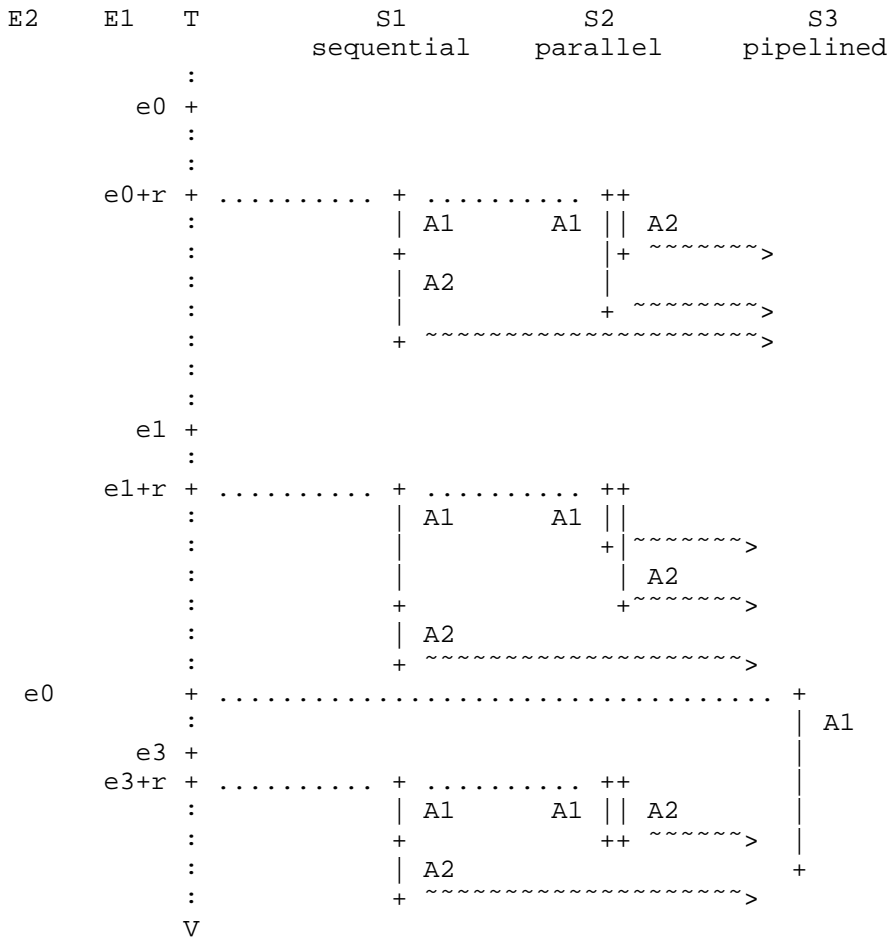 E2 E1 T S1 S2 S3
sequential parallel pipelined
:
e0 +
:
:
e0+r + .......... + .......... ++
: | A1 A1 || A2
: + |+ ~~~~~~~>
: | A2 |
: | + ~~~~~~~~>
: + ~~~~~~~~~~~~~~~~~~~~~>
:
:
e1 +
:
e1+r + .......... + .......... ++
: | A1 A1 ||
: | +|~~~~~~~>
: | | A2
: + +~~~~~~~>
: | A2
: + ~~~~~~~~~~~~~~~~~~~~>
e0 + ................................... +
: | A1
e3 + |
e3+r + .......... + .......... ++ |
: | A1 A1 || A2 |
: + ++ ~~~~~~> |
: | A2 +
: + ~~~~~~~~~~~~~~~~~~~~>
V